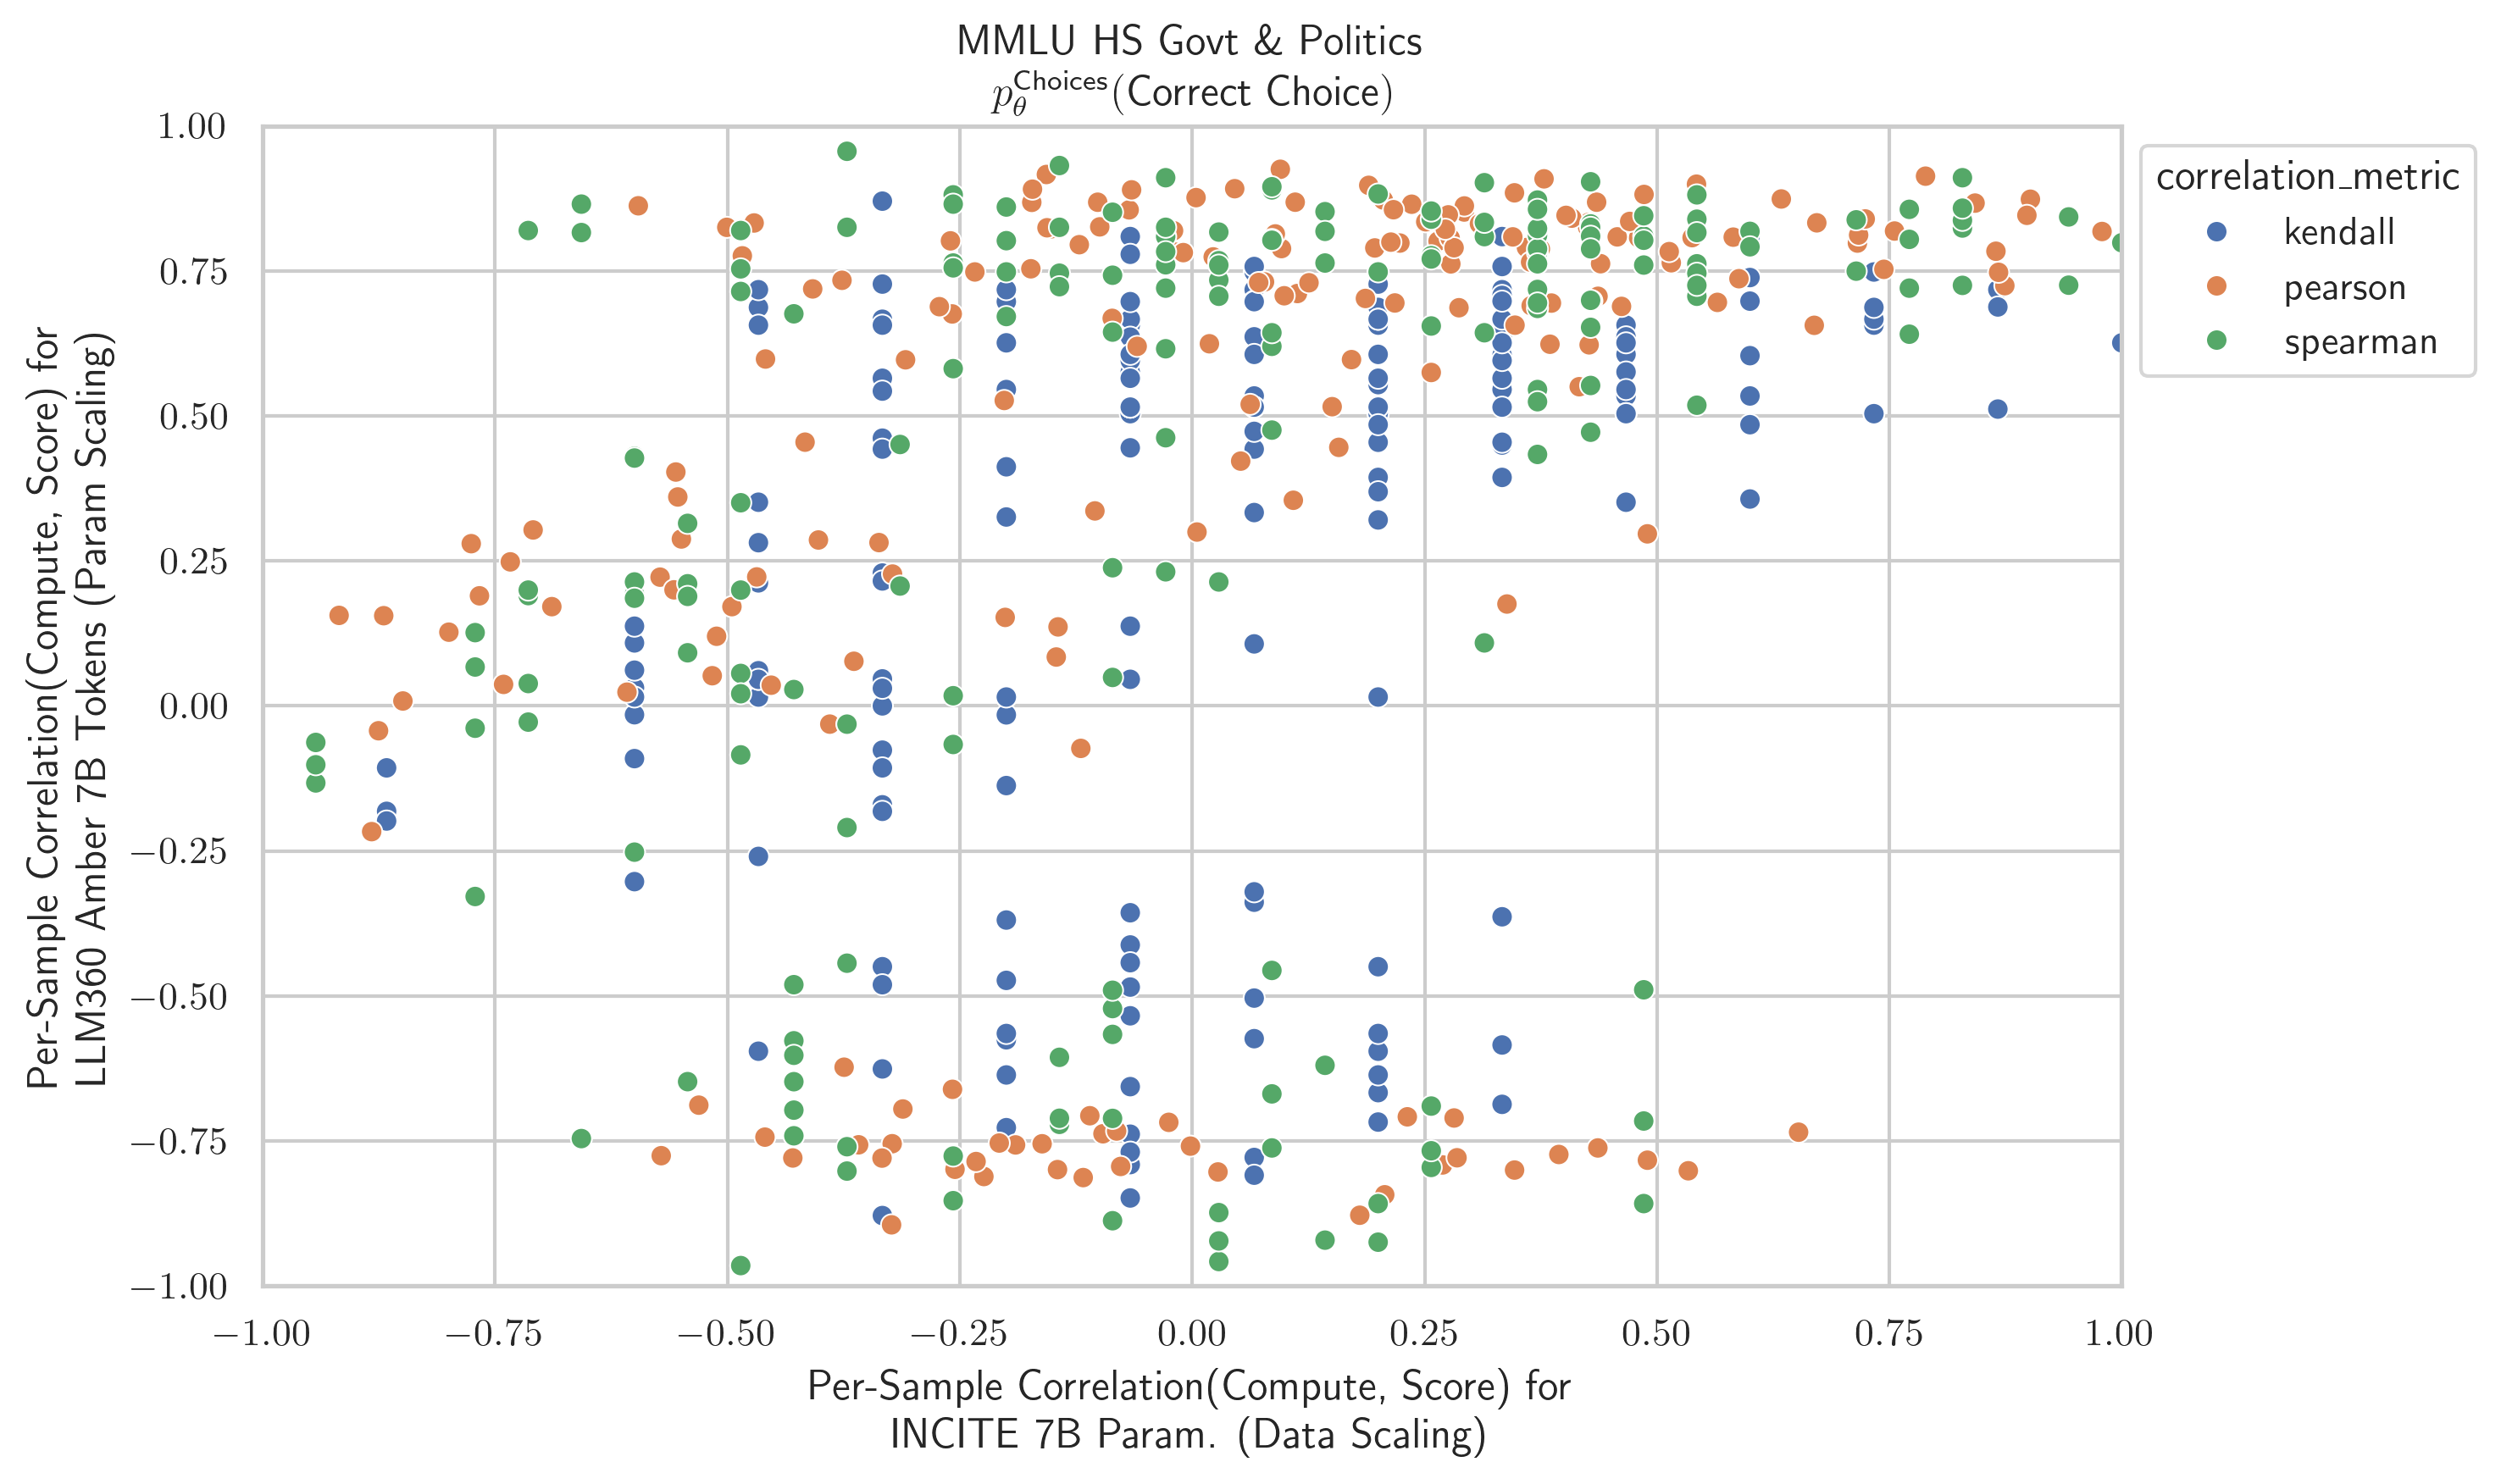 MMLU HS Govt & Politics
p_θ^Choices(Correct Choice)
Per-Sample Correlation(Compute, Score) for
LLM360 Amber 7B Tokens (Param Scaling)
1.00
0.75
0.50
0.25
0.00
−0.25
−0.50
−0.75
−1.00
−1.00 −0.75 −0.50 −0.25 0.00 0.25 0.50 0.75 1.00
Per-Sample Correlation(Compute, Score) for
INCITE 7B Param. (Data Scaling)
correlation_metric
kendall
pearson
spearman